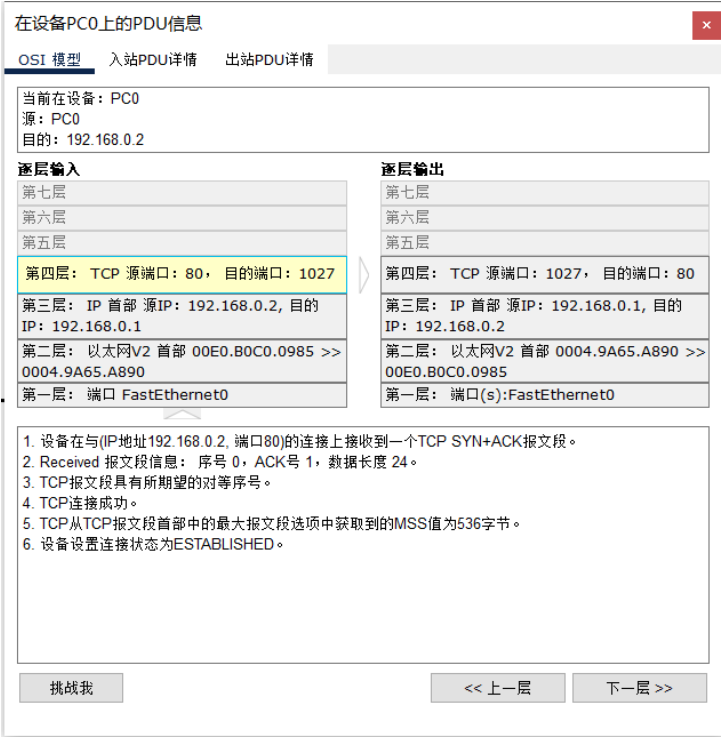 在设备PC0上的PDU信息
×
OSI 模型 入站PDU详情 出站PDU详情
当前在设备：PC0
源：PC0
目的：192.168.0.2
逐层输入
第七层
第六层
第五层
第四层： TCP 源端口：80， 目的端口：1027
第三层： IP 首部 源IP：192.168.0.2, 目的
IP：192.168.0.1
第二层： 以太网V2 首部 00E0.B0C0.0985 >>
0004.9A65.A890
第一层： 端口 FastEthernet0
逐层输出
第七层
第六层
第五层
第四层： TCP 源端口：1027， 目的端口：80
第三层： IP 首部 源IP：192.168.0.1, 目的
IP：192.168.0.2
第二层： 以太网V2 首部 0004.9A65.A890 >>
00E0.B0C0.0985
第一层： 端口(s):FastEthernet0
1. 设备在与(IP地址192.168.0.2, 端口80)的连接上接收到一个TCP SYN+ACK报文段。
2. Received 报文段信息： 序号 0，ACK号 1，数据长度 24。
3. TCP报文段具有所期望的对等序号。
4. TCP连接成功。
5. TCP从TCP报文段首部中的最大报文段选项中获取到的MSS值为536字节。
6. 设备设置连接状态为ESTABLISHED。
挑战我
<< 上一层
下一层 >>